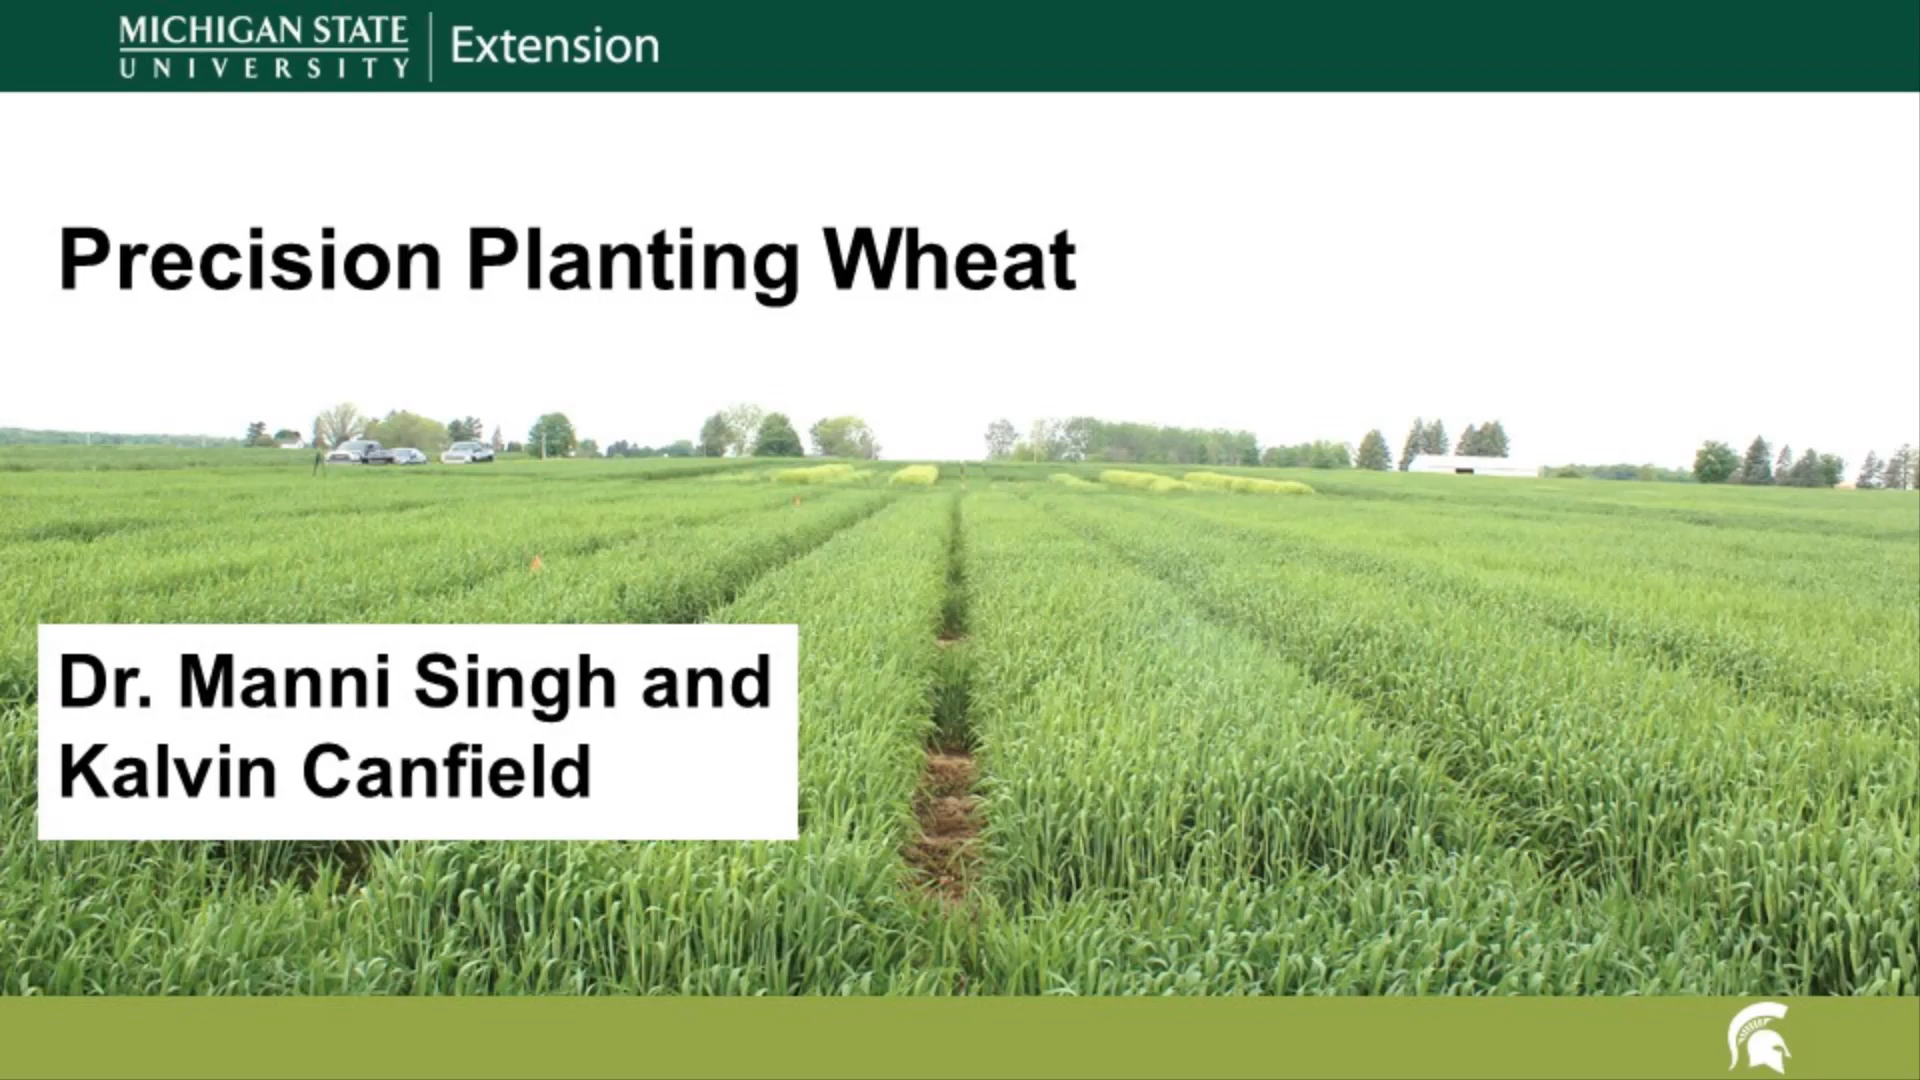 MICHIGAN STATE
UNIVERSITY
Extension
Precision Planting Wheat
Dr. Manni Singh and
Kalvin Canfield